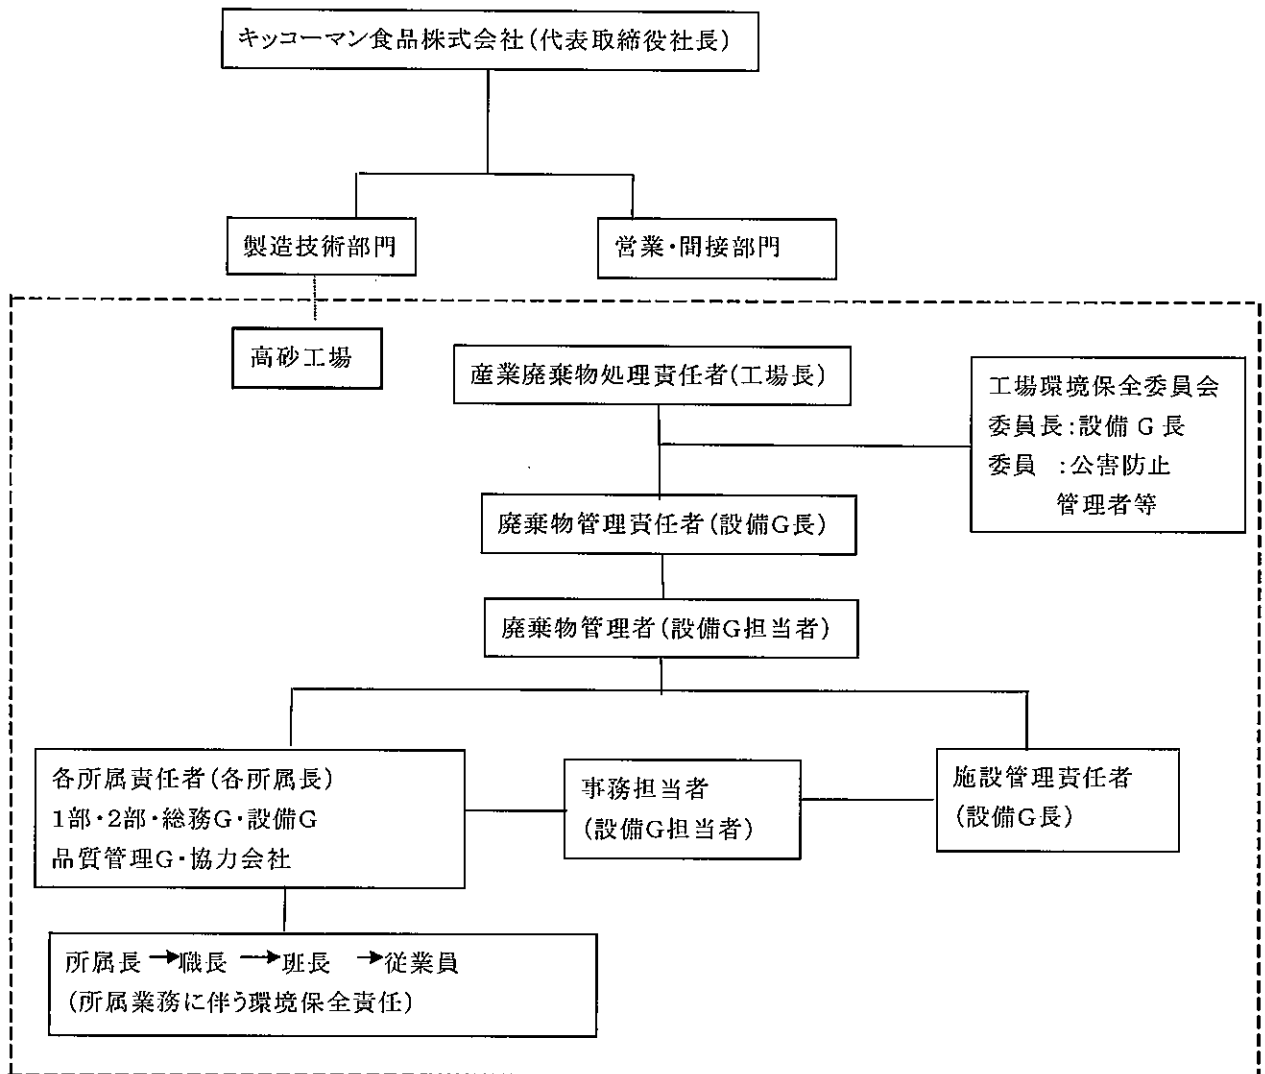 キッコーマン食品株式会社(代表取締役社長)
製造技術部門
営業・間接部門
高砂工場
産業廃棄物処理責任者(工場長)
工場環境保全委員会
委員長:設備G長
委員 :公害防止
管理者等
廃棄物管理責任者(設備G長)
廃棄物管理者(設備G担当者)
各所属責任者(各所属長)
1部・2部・総務G・設備G
品質管理G・協力会社
事務担当者
(設備G担当者)
施設管理責任者
(設備G長)
所属長→職長→班長→従業員
(所属業務に伴う環境保全責任)